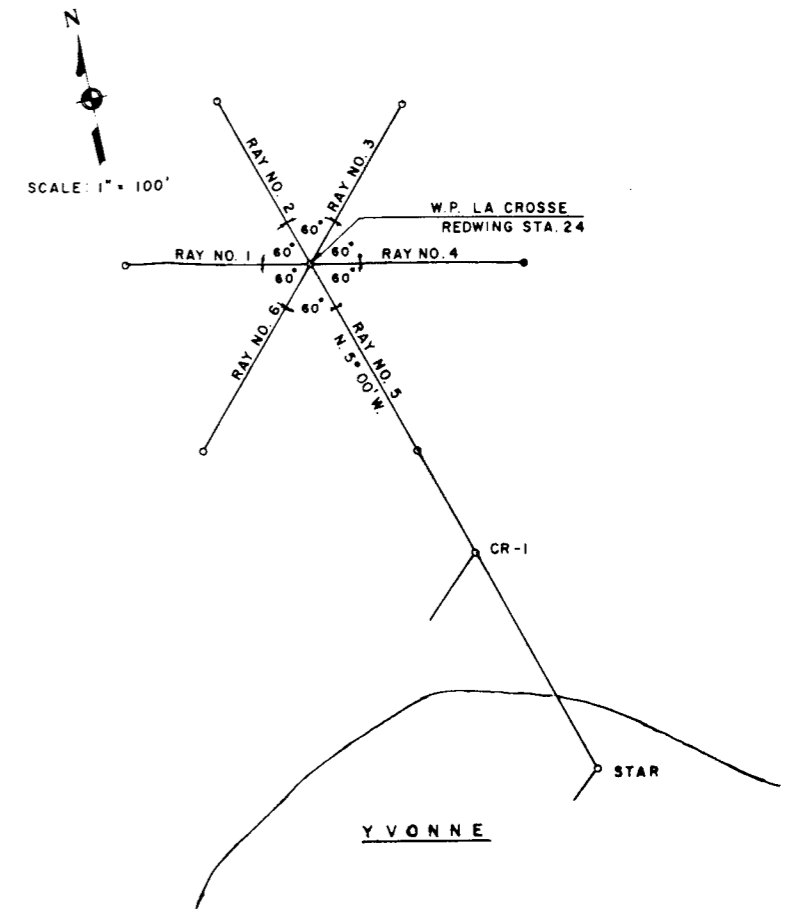 N
SCALE: 1" = 100'
RAY NO. 2
RAY NO. 3
W.P. LA CROSSE
REDWING STA. 24
60°
RAY NO. 1
60°
60°
RAY NO. 4
60°
60°
60°
RAY NO. 6
RAY NO. 5
N. 5° 00' W.
CR-1
STAR
YVONNE